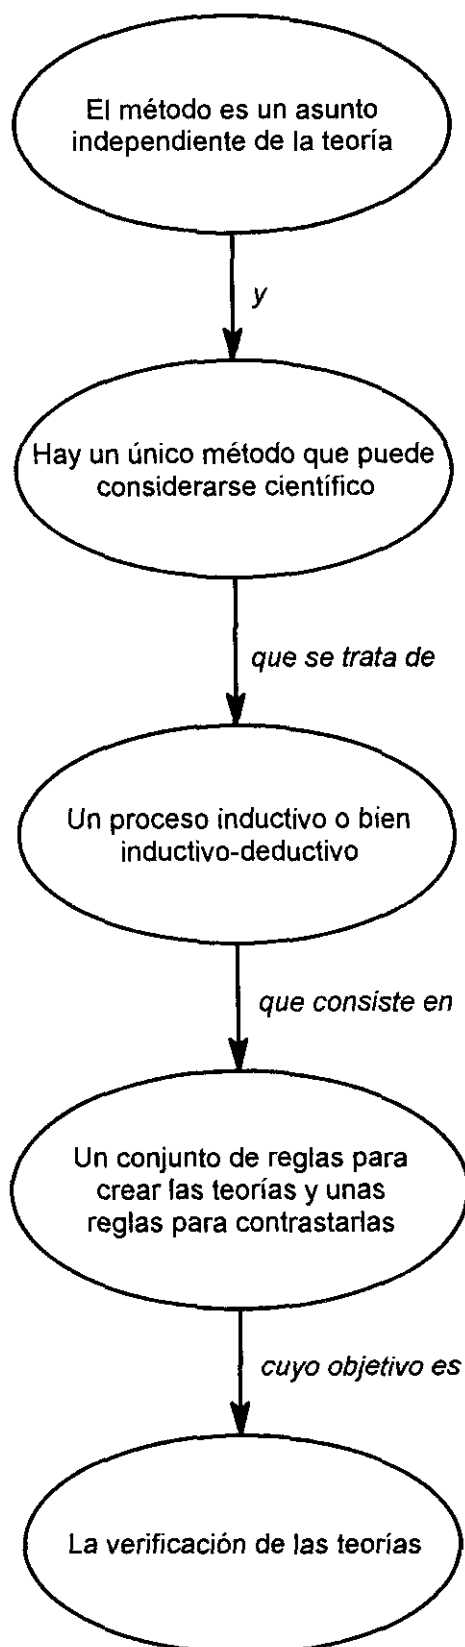 El método es un asunto
independiente de la teoría
y
Hay un único método que puede
considerarse científico
que se trata de
Un proceso inductivo o bien
inductivo-deductivo
que consiste en
Un conjunto de reglas para
crear las teorías y unas
reglas para contrastarlas
cuyo objetivo es
La verificación de las teorías